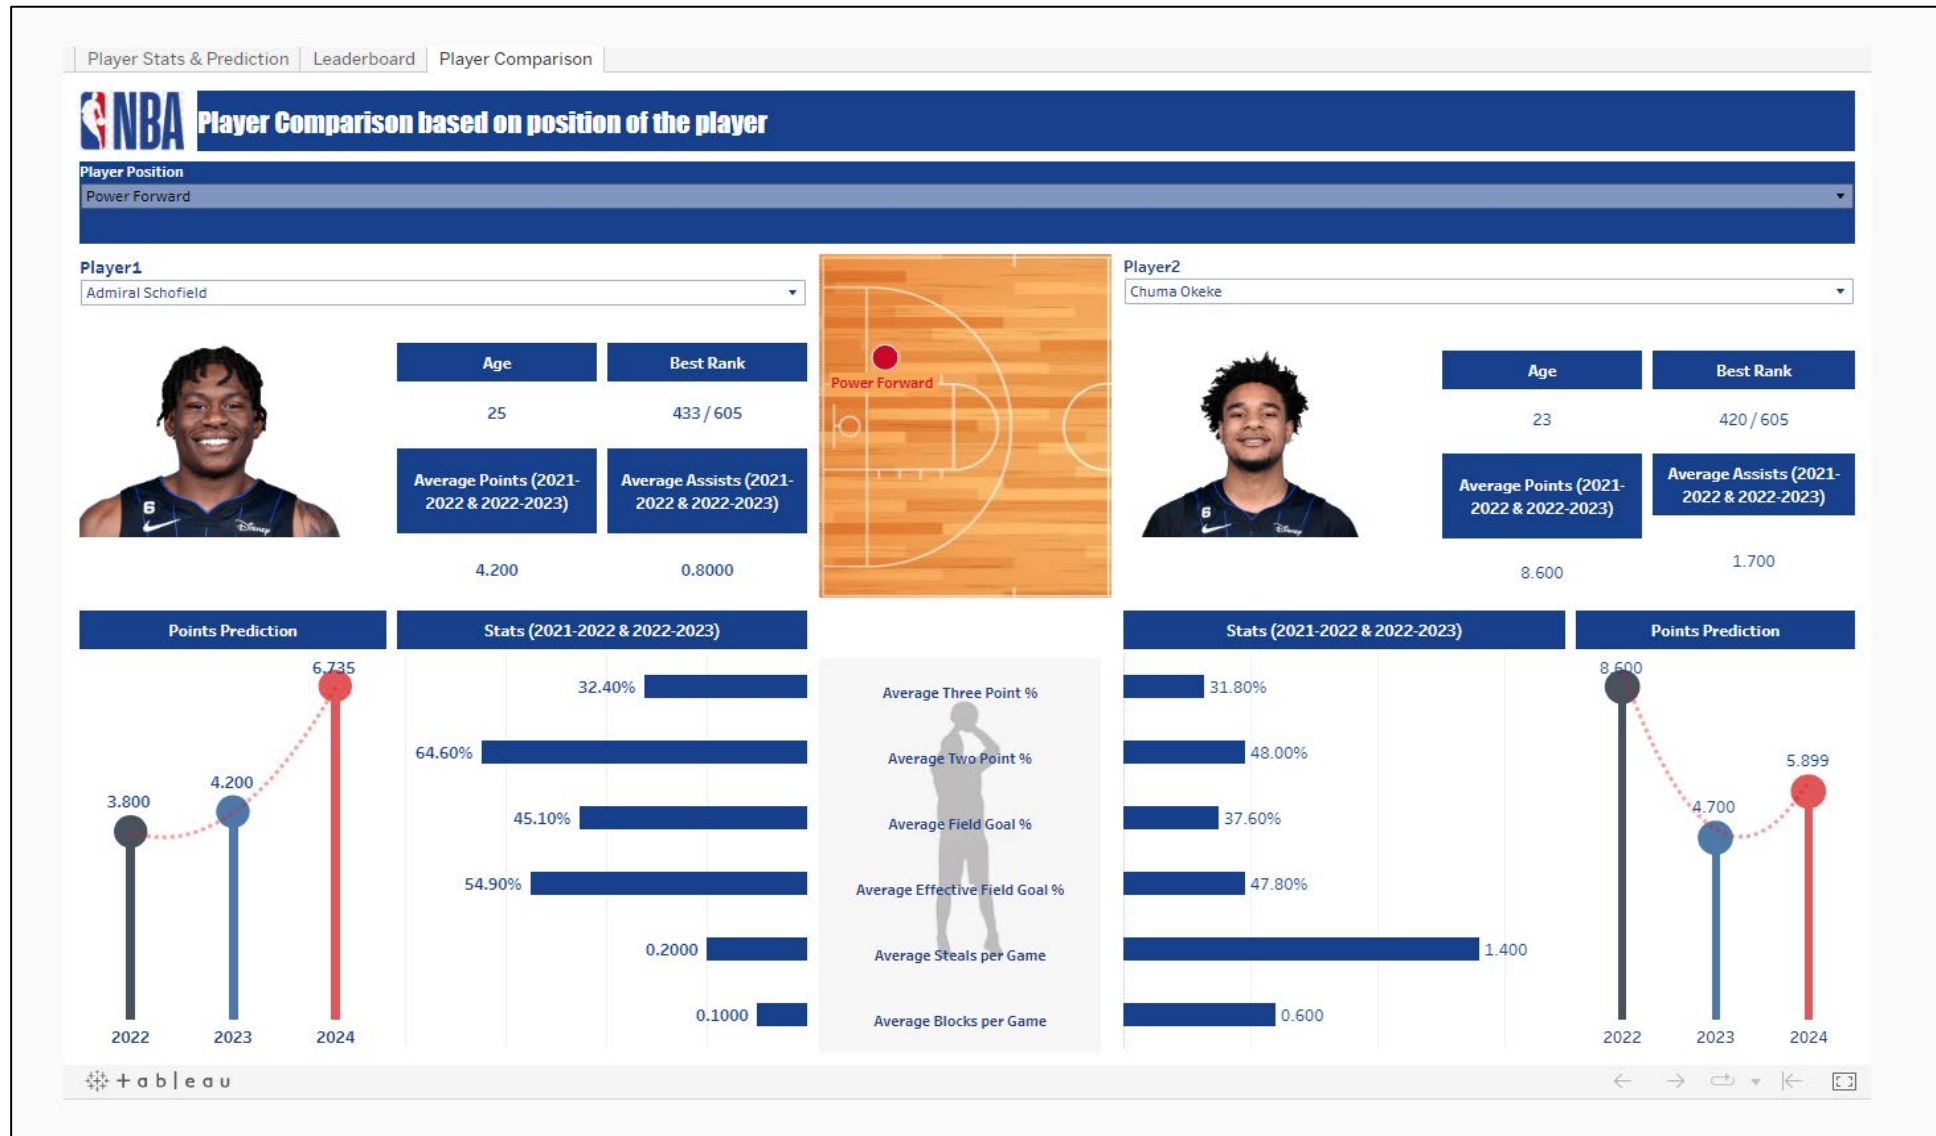 Player Stats & Prediction
Leaderboard
Player Comparison
NBA
Player Comparison based on position of the player
Player Position
Power Forward
Player1
Admiral Schofield
Player2
Chuma Okeke
6
Disney
Age
Best Rank
25
433 / 605
Average Points (2021-
2022 & 2022-2023)
Average Assists (2021-
2022 & 2022-2023)
4.200
0.8000
Power Forward
6
Disney
Age
Best Rank
23
420 / 605
Average Points (2021-
2022 & 2022-2023)
Average Assists (2021-
2022 & 2022-2023)
8.600
1.700
Points Prediction
6.735
4.200
3.800
2022
2023
2024
Stats (2021-2022 & 2022-2023)
32.40%
64.60%
45.10%
54.90%
0.2000
0.1000
Average Three Point %
Average Two Point %
Average Field Goal %
Average Effective Field Goal %
Average Steals per Game
Average Blocks per Game
Stats (2021-2022 & 2022-2023)
31.80%
48.00%
37.60%
47.80%
1.400
0.600
Points Prediction
8.600
5.899
4.700
2022
2023
2024
+ableau